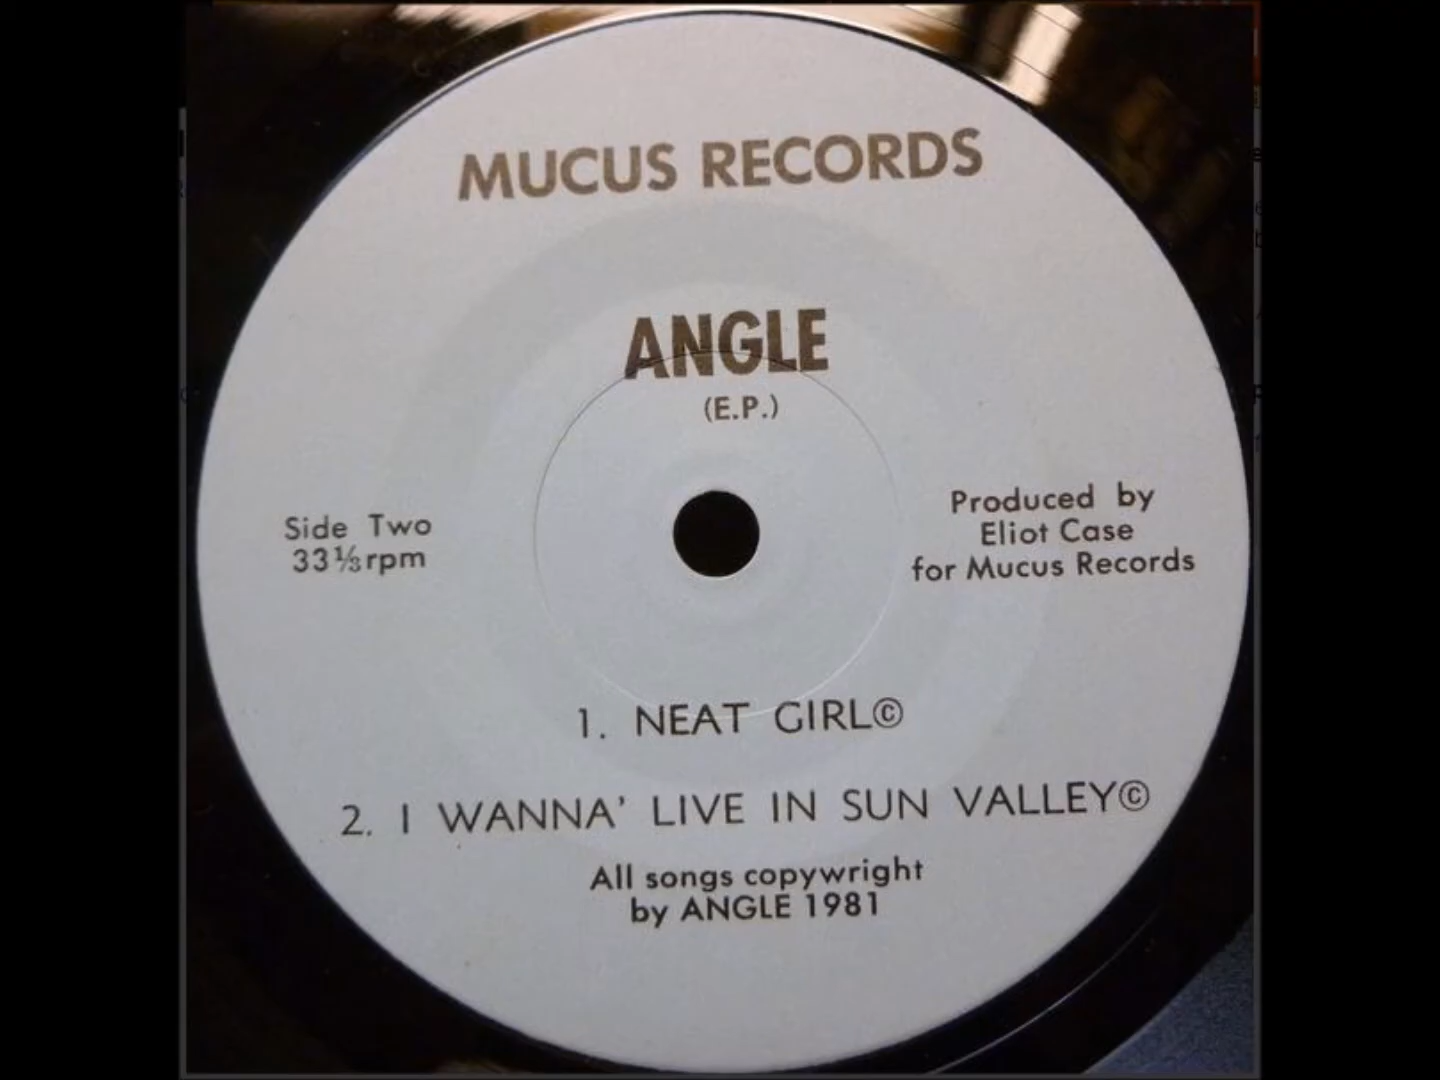 MUCUS RECORDS
ANGLE
(E.P.)
Side Two
33⅓rpm
Produced by
Eliot Case
for Mucus Records
1. NEAT GIRL©
2. I WANNA' LIVE IN SUN VALLEY©
All songs copywright
by ANGLE 1981